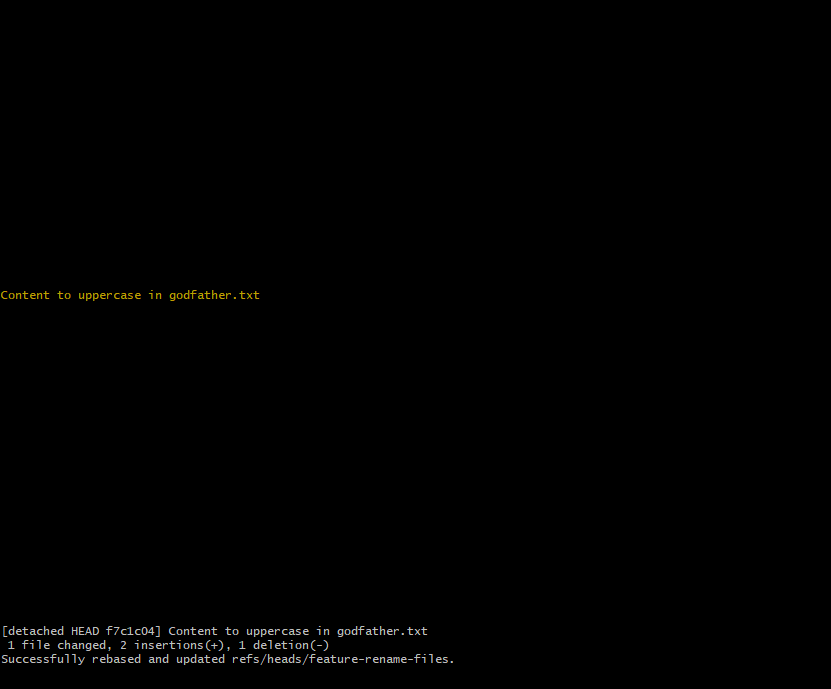 Content to uppercase in godfather.txt
[detached HEAD f7c1c04] Content to uppercase in godfather.txt
1 file changed, 2 insertions(+), 1 deletion(-)
Successfully rebased and updated refs/heads/feature-rename-files.